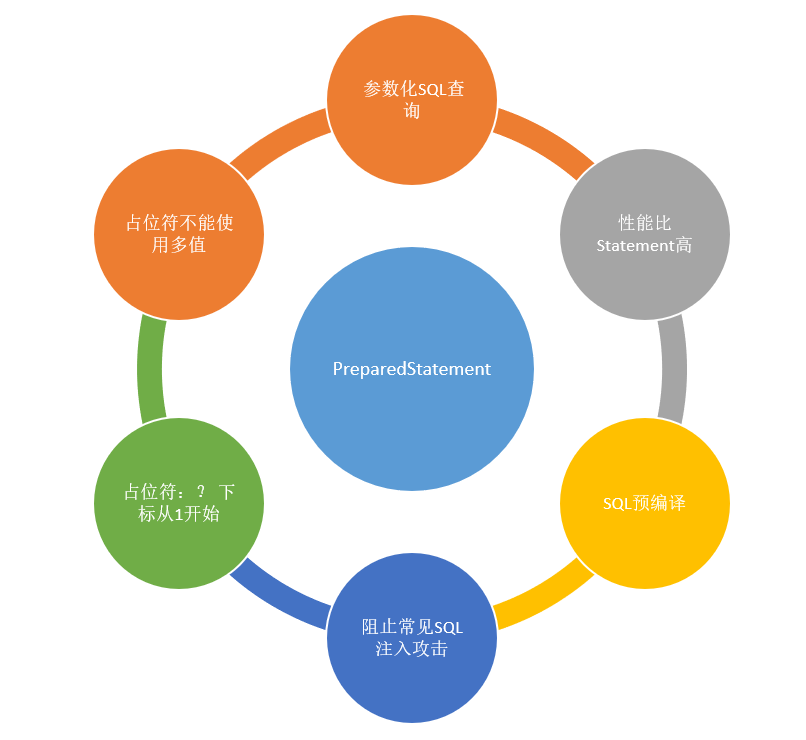 参数化SQL查
询
占位符不能使
用多值
性能比
Statement高
PreparedStatement
占位符：？ 下
标从1开始
SQL预编译
阻止常见SQL
注入攻击